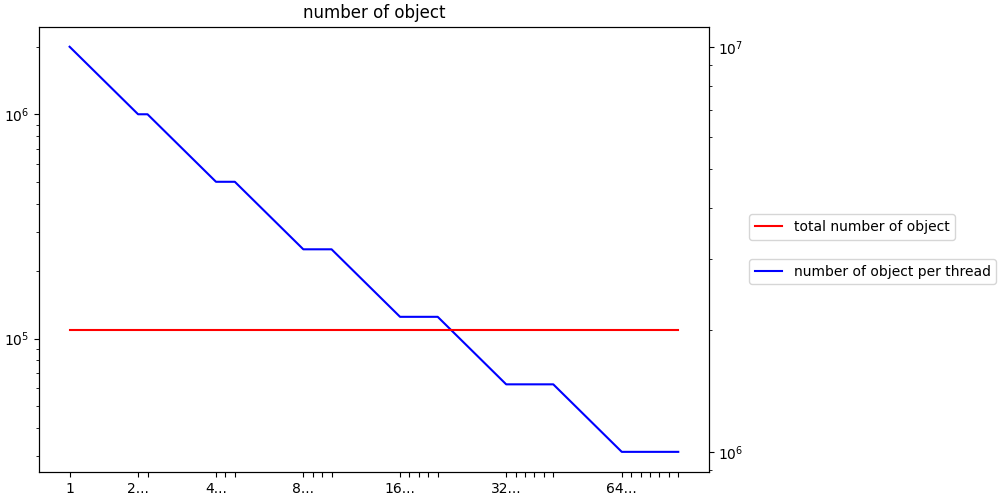 number of object
10^7
10^6
total number of object
number of object per thread
10^5
10^6
1 2... 4... 8... 16... 32... 64...